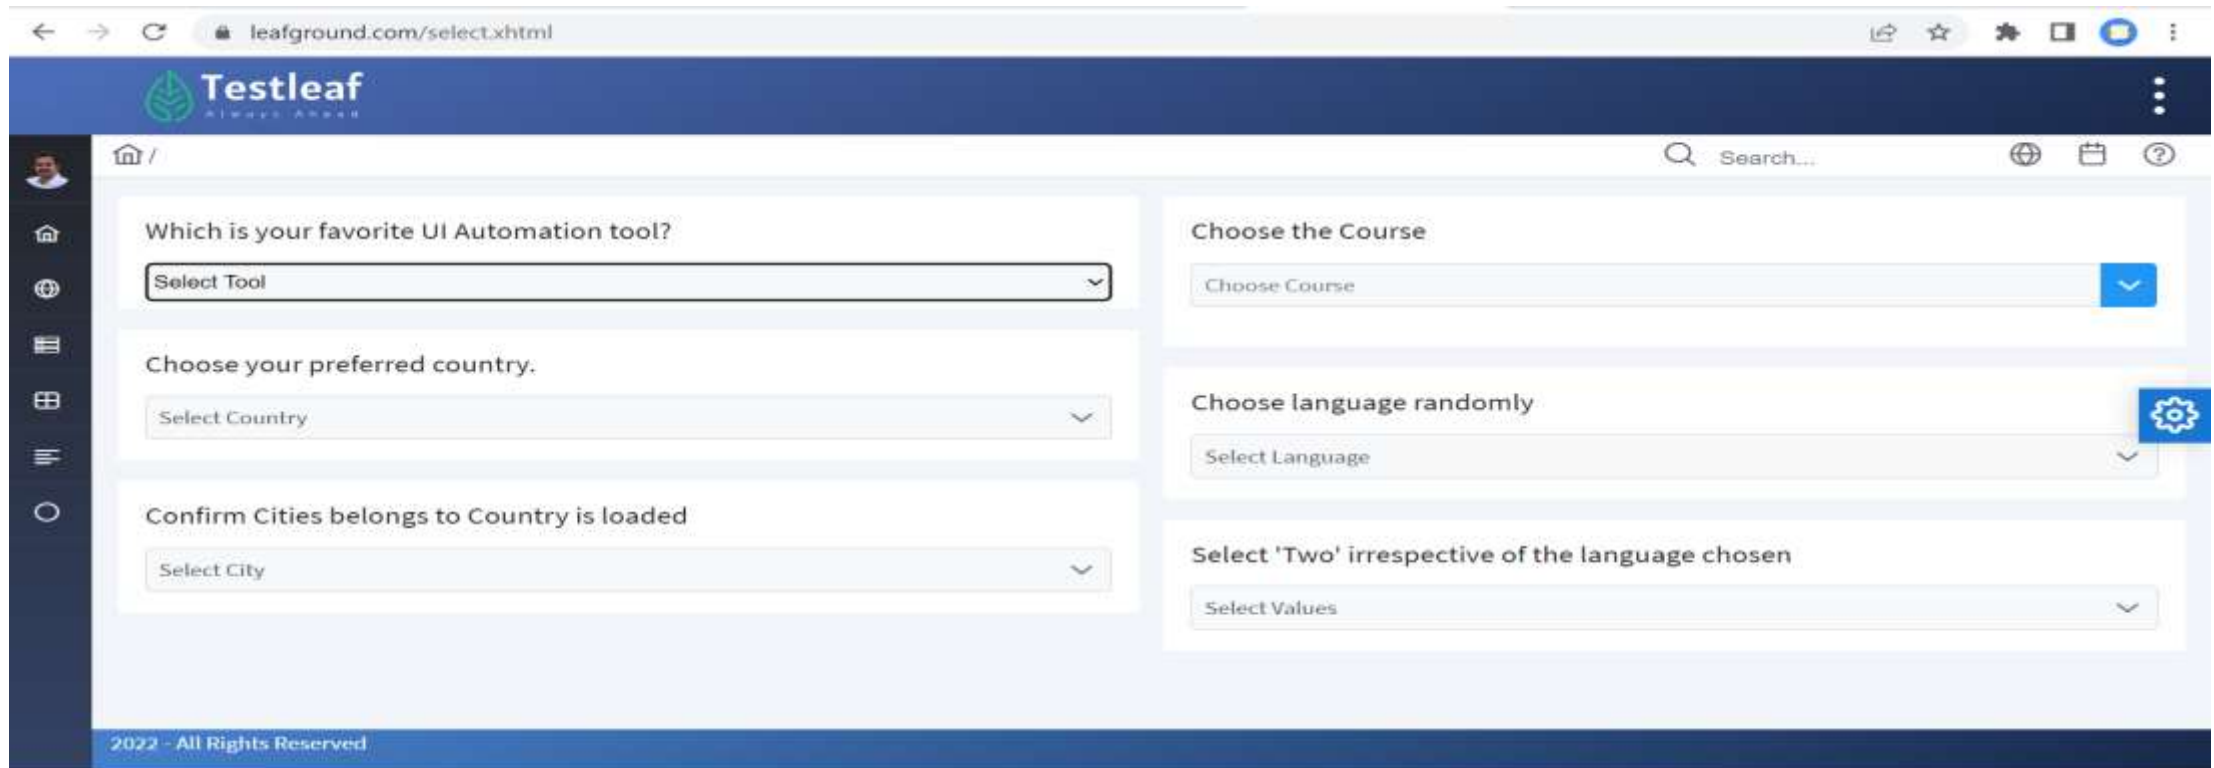 leafground.com/select.xhtml
Testleaf
Always Ahead
/
Search...
Which is your favorite UI Automation tool?
Select Tool
Choose your preferred country.
Select Country
Confirm Cities belongs to Country is loaded
Select City
Choose the Course
Choose Course
Choose language randomly
Select Language
Select 'Two' irrespective of the language chosen
Select Values
2022 - All Rights Reserved